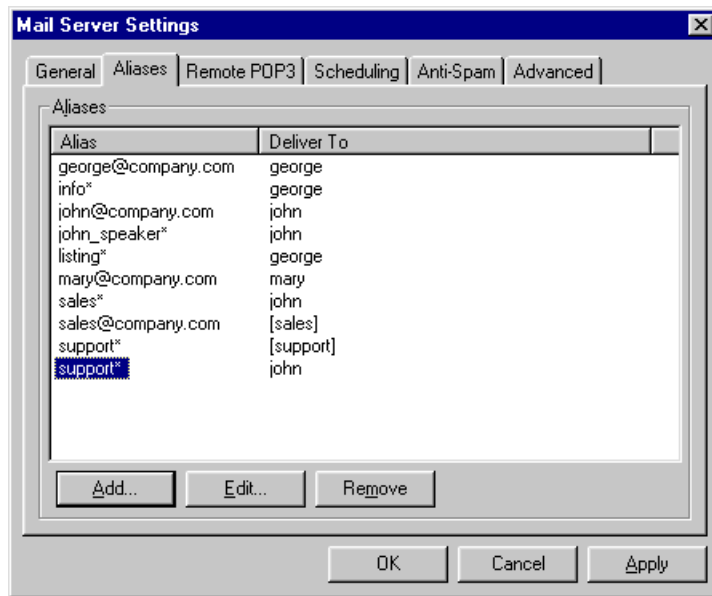 Mail Server Settings
General Aliases Remote POP3 Scheduling Anti-Spam Advanced
Aliases
Alias Deliver To
george@company.com george
info* george
john@company.com john
john_speaker* john
listing* george
mary@company.com mary
sales* john
sales@company.com [sales]
support* [support]
support* john
Add... Edit... Remove
OK Cancel Apply